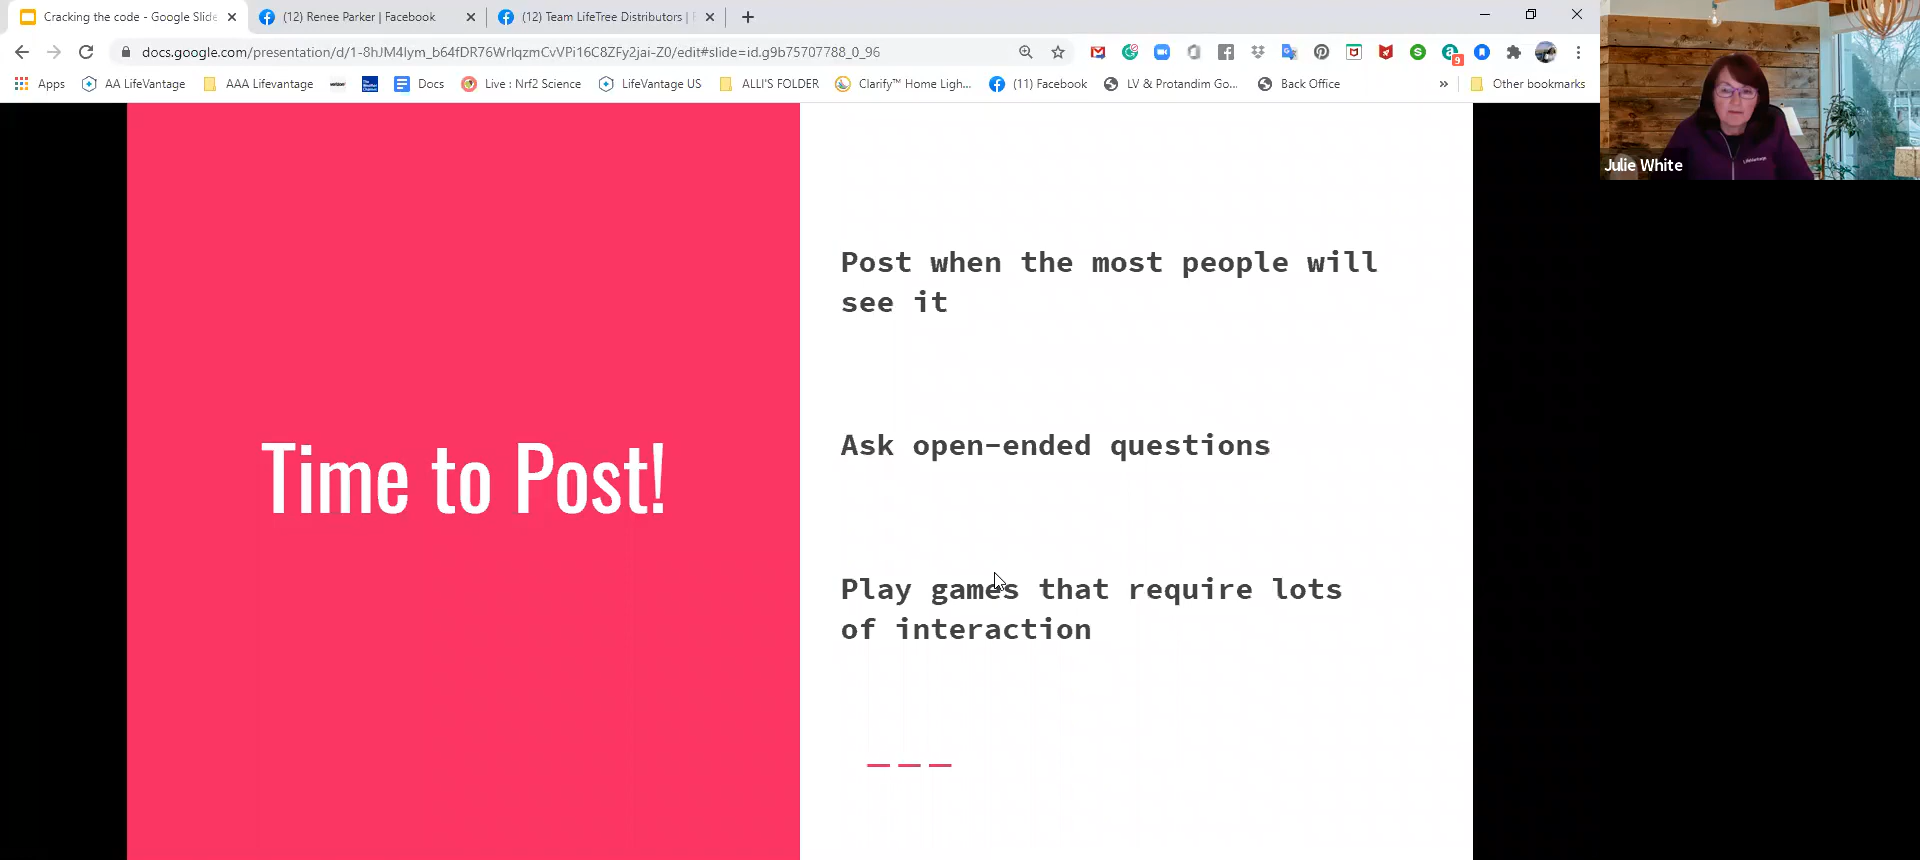 Cracking the code - Google Slide
(12) Renee Parker | Facebook
(12) Team LifeTree Distributors |
docs.google.com/presentation/d/1-8hJM4lym_b64fDR76WrlqzmCvVPi16C8ZFy2jai-Z0/edit#slide=id.g9b75707788_0_96
9
Apps
AA LifeVantage
AAA Lifevantage
verizon
Docs
Live : Nrf2 Science
LifeVantage US
ALLI'S FOLDER
Clarify™ Home Ligh...
(11) Facebook
LV & Protandim Go...
Back Office
»
Other bookmarks
LifeVantage
Julie White
Time to Post!
Post when the most people will
see it
Ask open-ended questions
Play games that require lots
of interaction